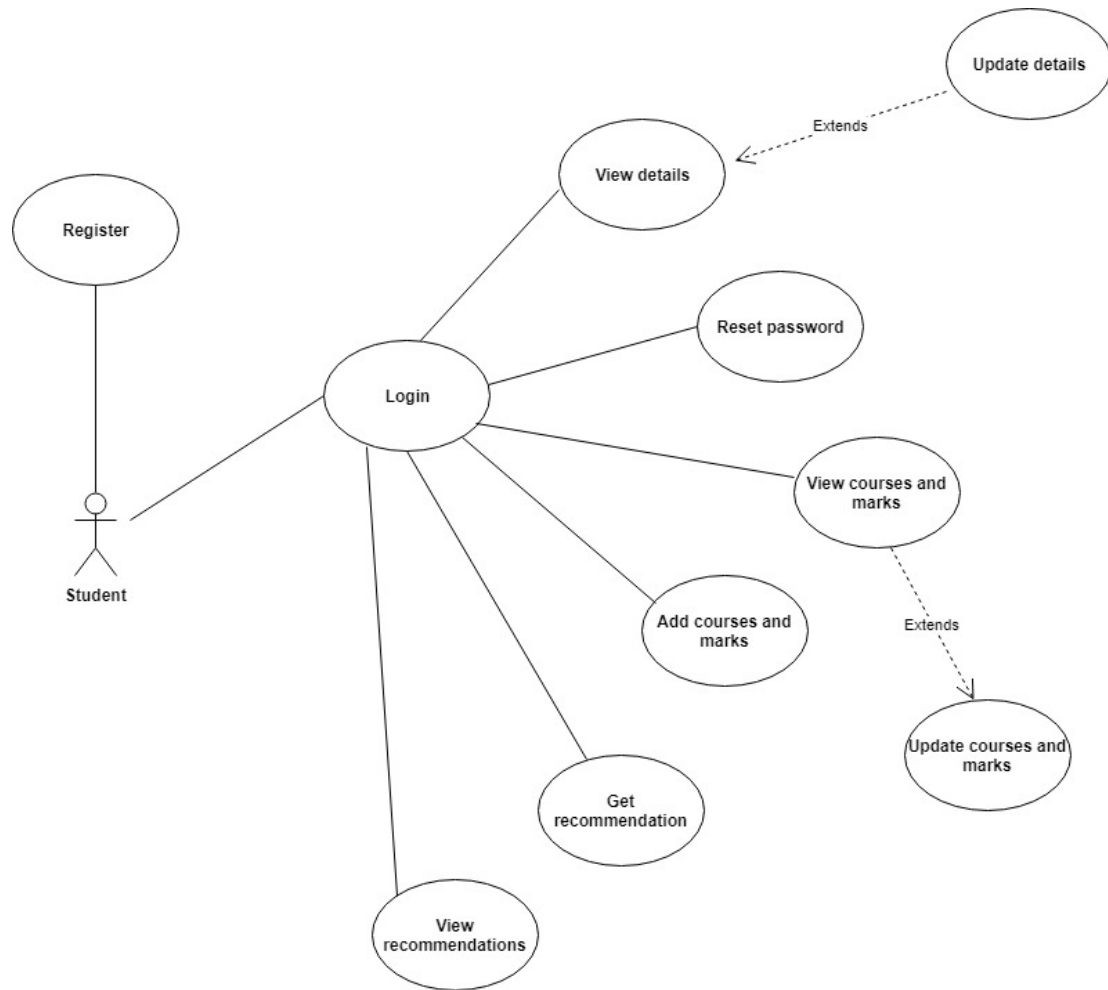 Update details
Extends
View details
Register
Reset password
Login
View courses and
marks
Student
Add courses and
marks
Extends
Update courses and
marks
Get
recommendation
View
recommendations